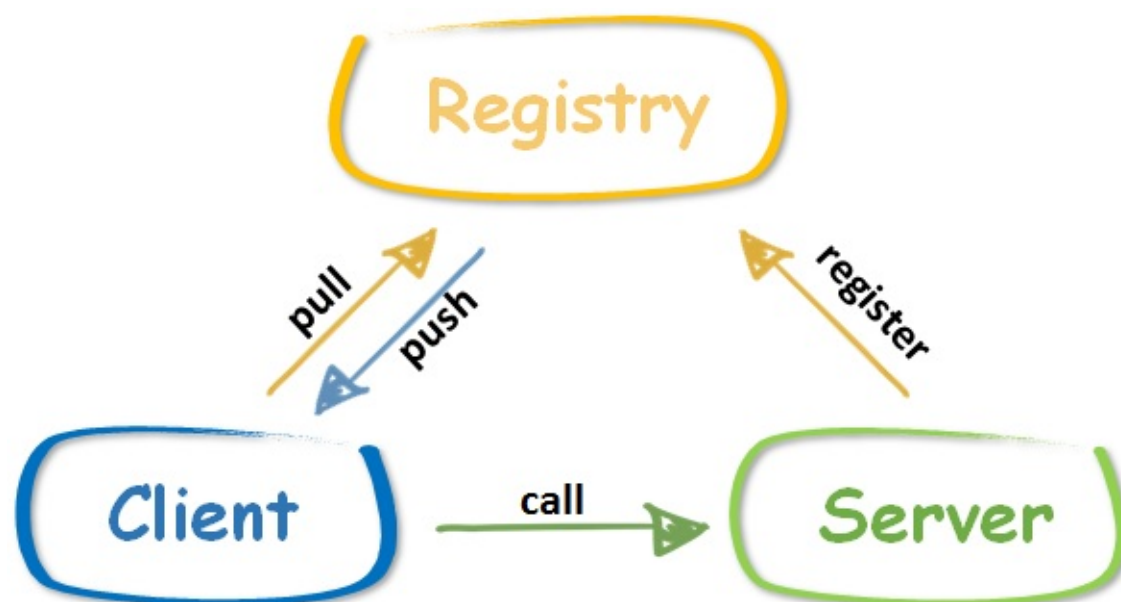 Registry
pull
push
register
Client
call
Server